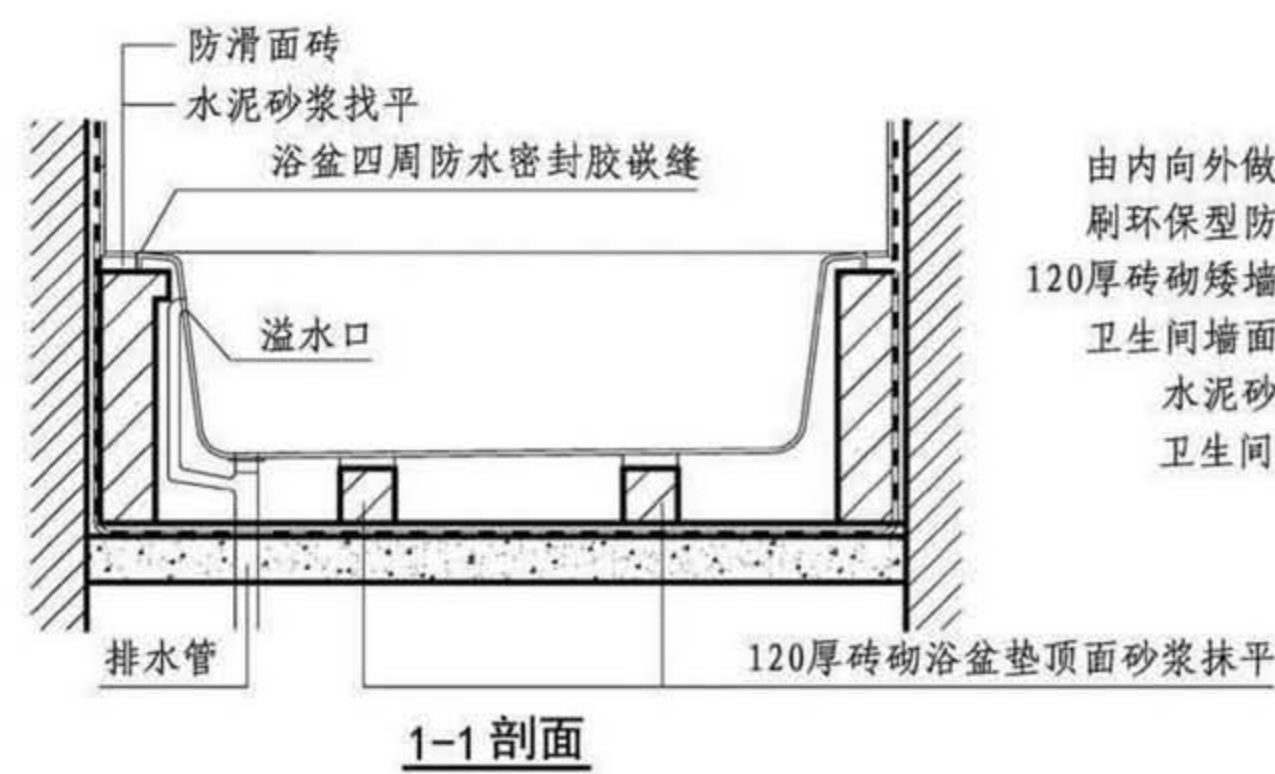 防滑面砖
水泥砂浆找平
浴盆四周防水密封胶嵌缝
溢水口
排水管
120厚砖砌浴盆垫顶面砂浆抹平
1-1剖面
由内向外做
刷环保型防
120厚砖砌矮墙
卫生间墙面
水泥砂
卫生间